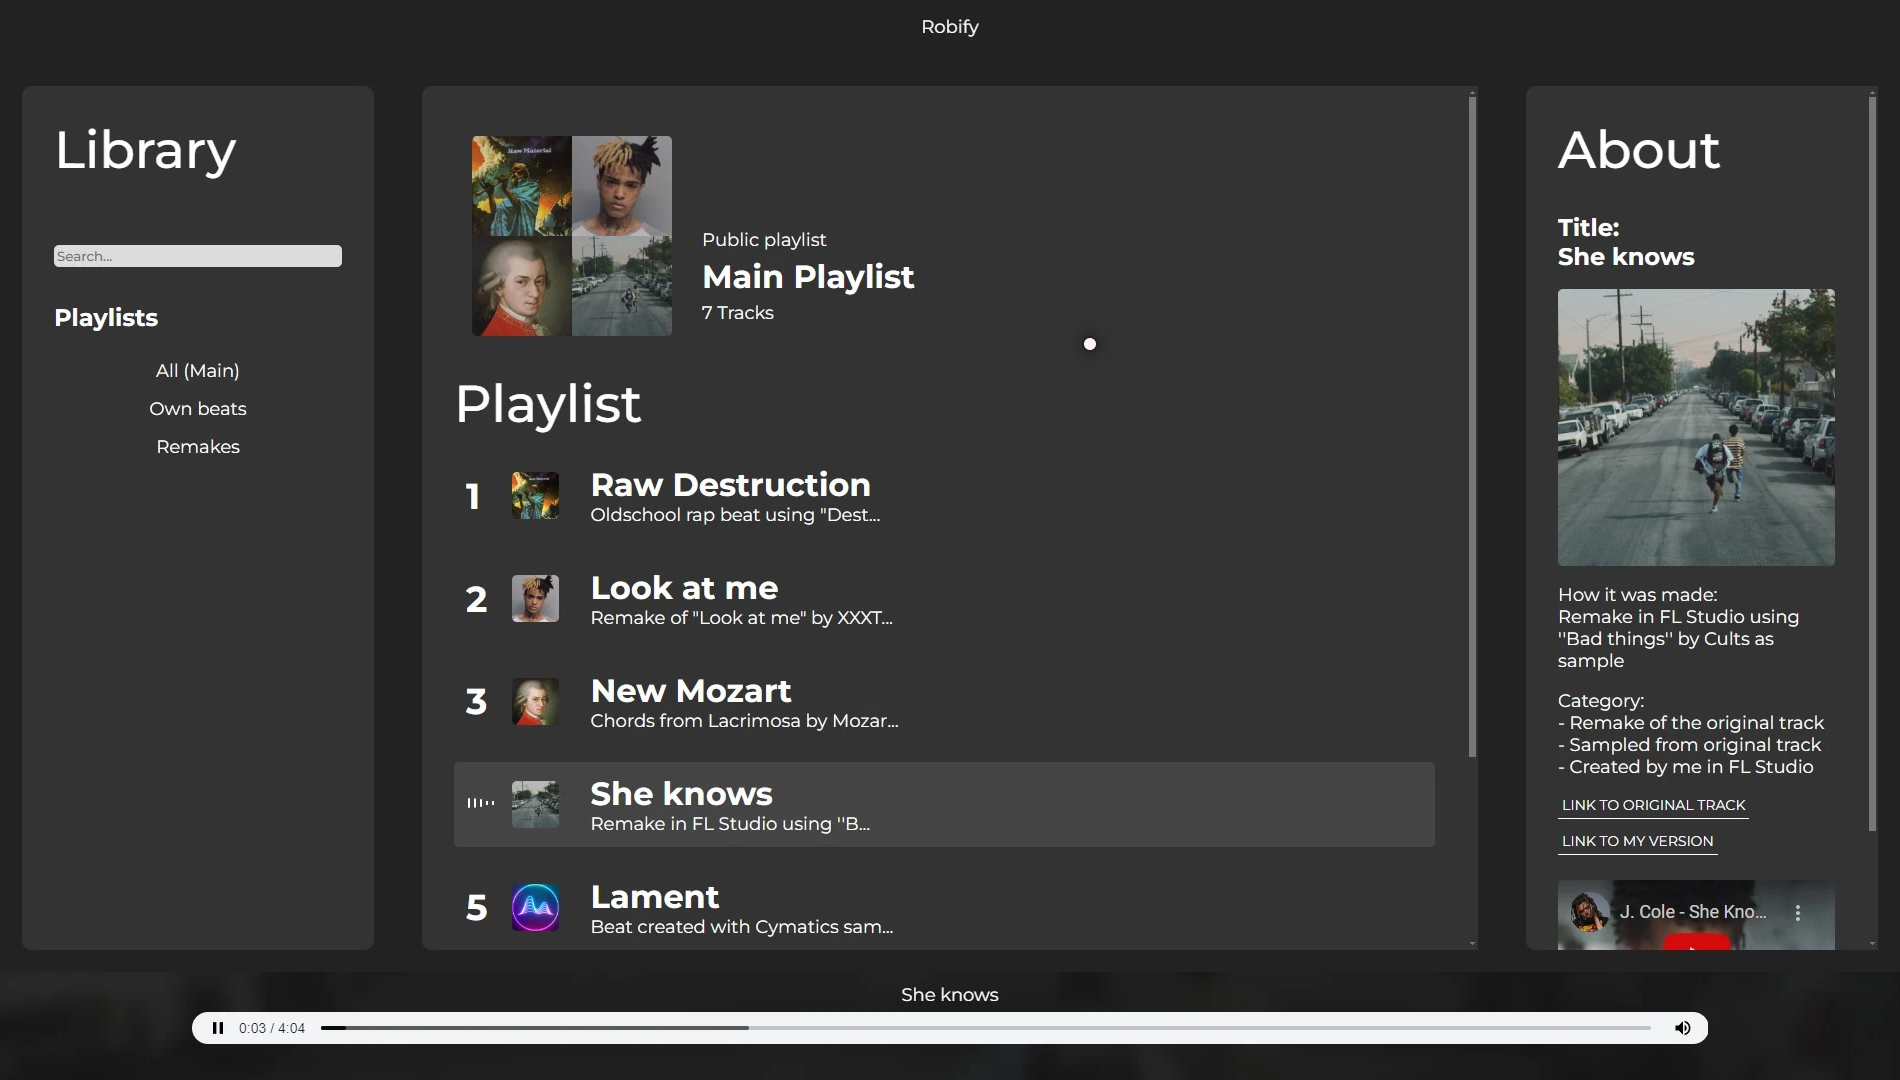 Robify
Library
Search...
Playlists
All (Main)
Own beats
Remakes
Raw Material
Public playlist
Main Playlist
7 Tracks
Playlist
1
Raw Destruction
Oldschool rap beat using "Dest...
2
Look at me
Remake of "Look at me" by XXXT...
3
New Mozart
Chords from Lacrimosa by Mozar...
She knows
Remake in FL Studio using ''B...
5
Lament
Beat created with Cymatics sam...
About
Title:
She knows
How it was made:
Remake in FL Studio using
''Bad things'' by Cults as
sample
Category:
- Remake of the original track
- Sampled from original track
- Created by me in FL Studio
LINK TO ORIGINAL TRACK
LINK TO MY VERSION
J. Cole - She Kno...
She knows
0:03 / 4:04